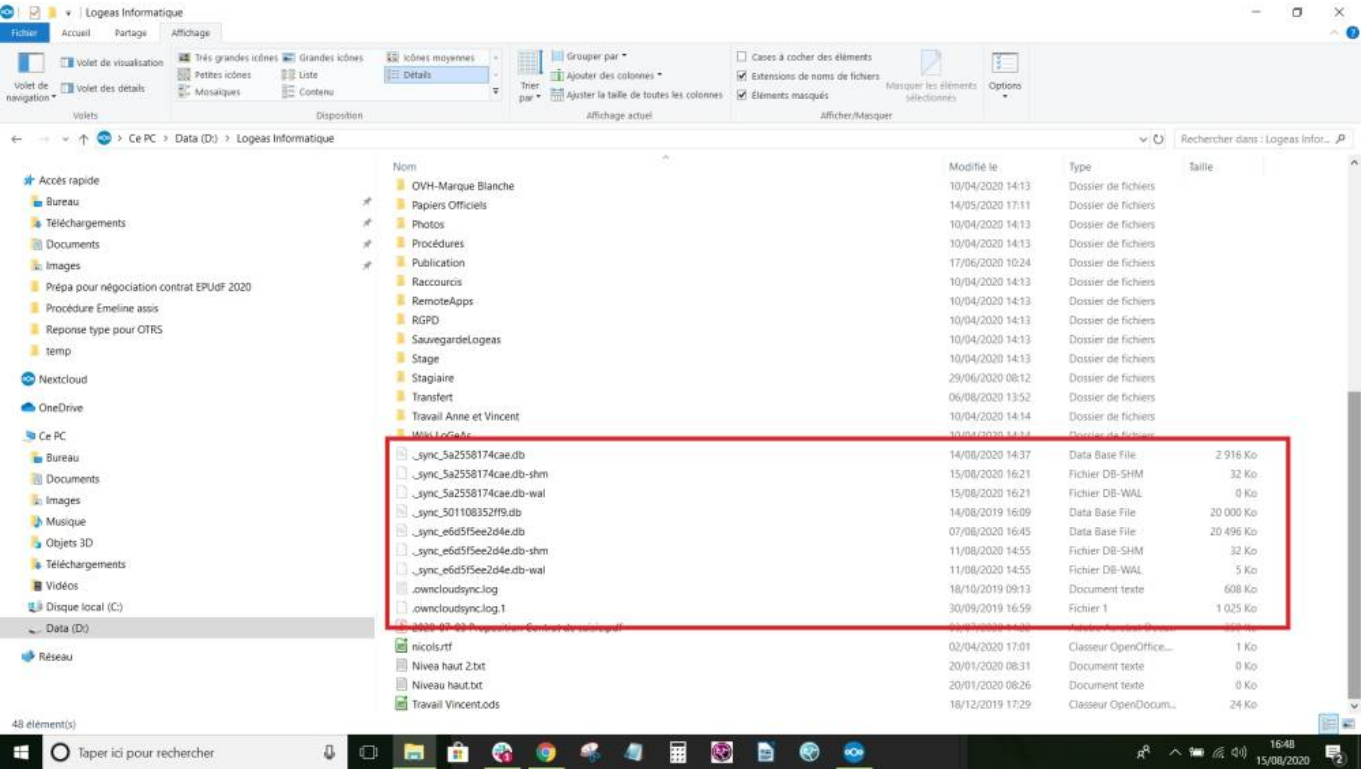 Logeas Informatique
Fichier Accueil Partage Affichage
Volet de navigation
Volet de visualisation
Volet des détails
Volets
Très grandes icônes Grandes icônes Icônes moyennes
Petites icônes Liste Détails
Mosaïques Contenu
Disposition
Trier par
Grouper par
Ajouter des colonnes
Ajuster la taille de toutes les colonnes
Affichage actuel
Cases à cocher des éléments
Extensions de noms de fichiers
Éléments masqués
Masquer les éléments sélectionnés
Options
Afficher/Masquer
Ce PC > Data (D:) > Logeas Informatique
Rechercher dans : Logeas Infor...
Accès rapide
Bureau
Téléchargements
Documents
Images
Prépa pour négociation contrat EPUdF 2020
Procédure Emeline assis
Reponse type pour OTRS
temp
Nextcloud
OneDrive
Ce PC
Bureau
Documents
Images
Musique
Objets 3D
Téléchargements
Vidéos
Disque local (C:)
Data (D:)
Réseau
Nom Modifié le Type Taille
OVH-Marque Blanche 10/04/2020 14:13 Dossier de fichiers
Papiers Officiels 14/05/2020 17:11 Dossier de fichiers
Photos 10/04/2020 14:13 Dossier de fichiers
Procédures 10/04/2020 14:13 Dossier de fichiers
Publication 17/06/2020 10:24 Dossier de fichiers
Raccourcis 10/04/2020 14:13 Dossier de fichiers
RemoteApps 10/04/2020 14:13 Dossier de fichiers
RGPD 10/04/2020 14:13 Dossier de fichiers
SauvegardeLogeas 10/04/2020 14:13 Dossier de fichiers
Stage 10/04/2020 14:13 Dossier de fichiers
Stagiaire 29/06/2020 08:12 Dossier de fichiers
Transfert 06/08/2020 13:52 Dossier de fichiers
Travail Anne et Vincent 10/04/2020 14:14 Dossier de fichiers
Wiki LoGeAs 10/04/2020 14:14 Dossier de fichiers
._sync_5a2558174cae.db 14/08/2020 14:37 Data Base File 2 916 Ko
._sync_5a2558174cae.db-shm 15/08/2020 16:21 Fichier DB-SHM 32 Ko
._sync_5a2558174cae.db-wal 15/08/2020 16:21 Fichier DB-WAL 0 Ko
._sync_501108352ff9.db 14/08/2019 16:09 Data Base File 20 000 Ko
._sync_e6d5f5ee2d4e.db 07/08/2020 16:45 Data Base File 20 496 Ko
._sync_e6d5f5ee2d4e.db-shm 11/08/2020 14:55 Fichier DB-SHM 32 Ko
._sync_e6d5f5ee2d4e.db-wal 11/08/2020 14:55 Fichier DB-WAL 5 Ko
.owncloudsync.log 18/10/2019 09:13 Document texte 608 Ko
.owncloudsync.log.1 30/09/2019 16:59 Fichier 1 1 025 Ko
2020-07-03 Proposition Contrat de
nicols.rtf 02/04/2020 17:01 Classeur OpenOffice.... 1 Ko
Nivea haut 2.txt 20/01/2020 08:31 Document texte 0 Ko
Niveau haut.txt 20/01/2020 08:26 Document texte 0 Ko
Travail Vincent.ods 18/12/2019 17:29 Classeur OpenDocum... 24 Ko
48 élément(s)
Taper ici pour rechercher
16:48
15/08/2020
2